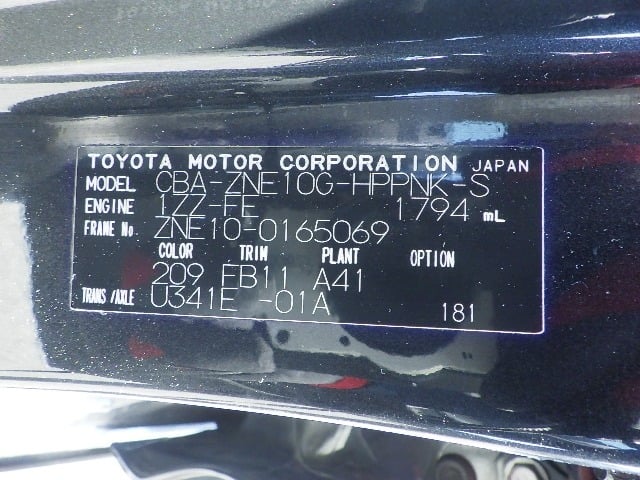 TOYOTA MOTOR CORPORATION JAPAN
MODEL CBA-ZNE10G-HPPNK-S
ENGINE 1ZZ-FE 1794 mL
FRAME No. ZNE10-0165069
COLOR TRIM PLANT OPTION
209 EB11 A41
TRANS/AXLE U341E -01A 181